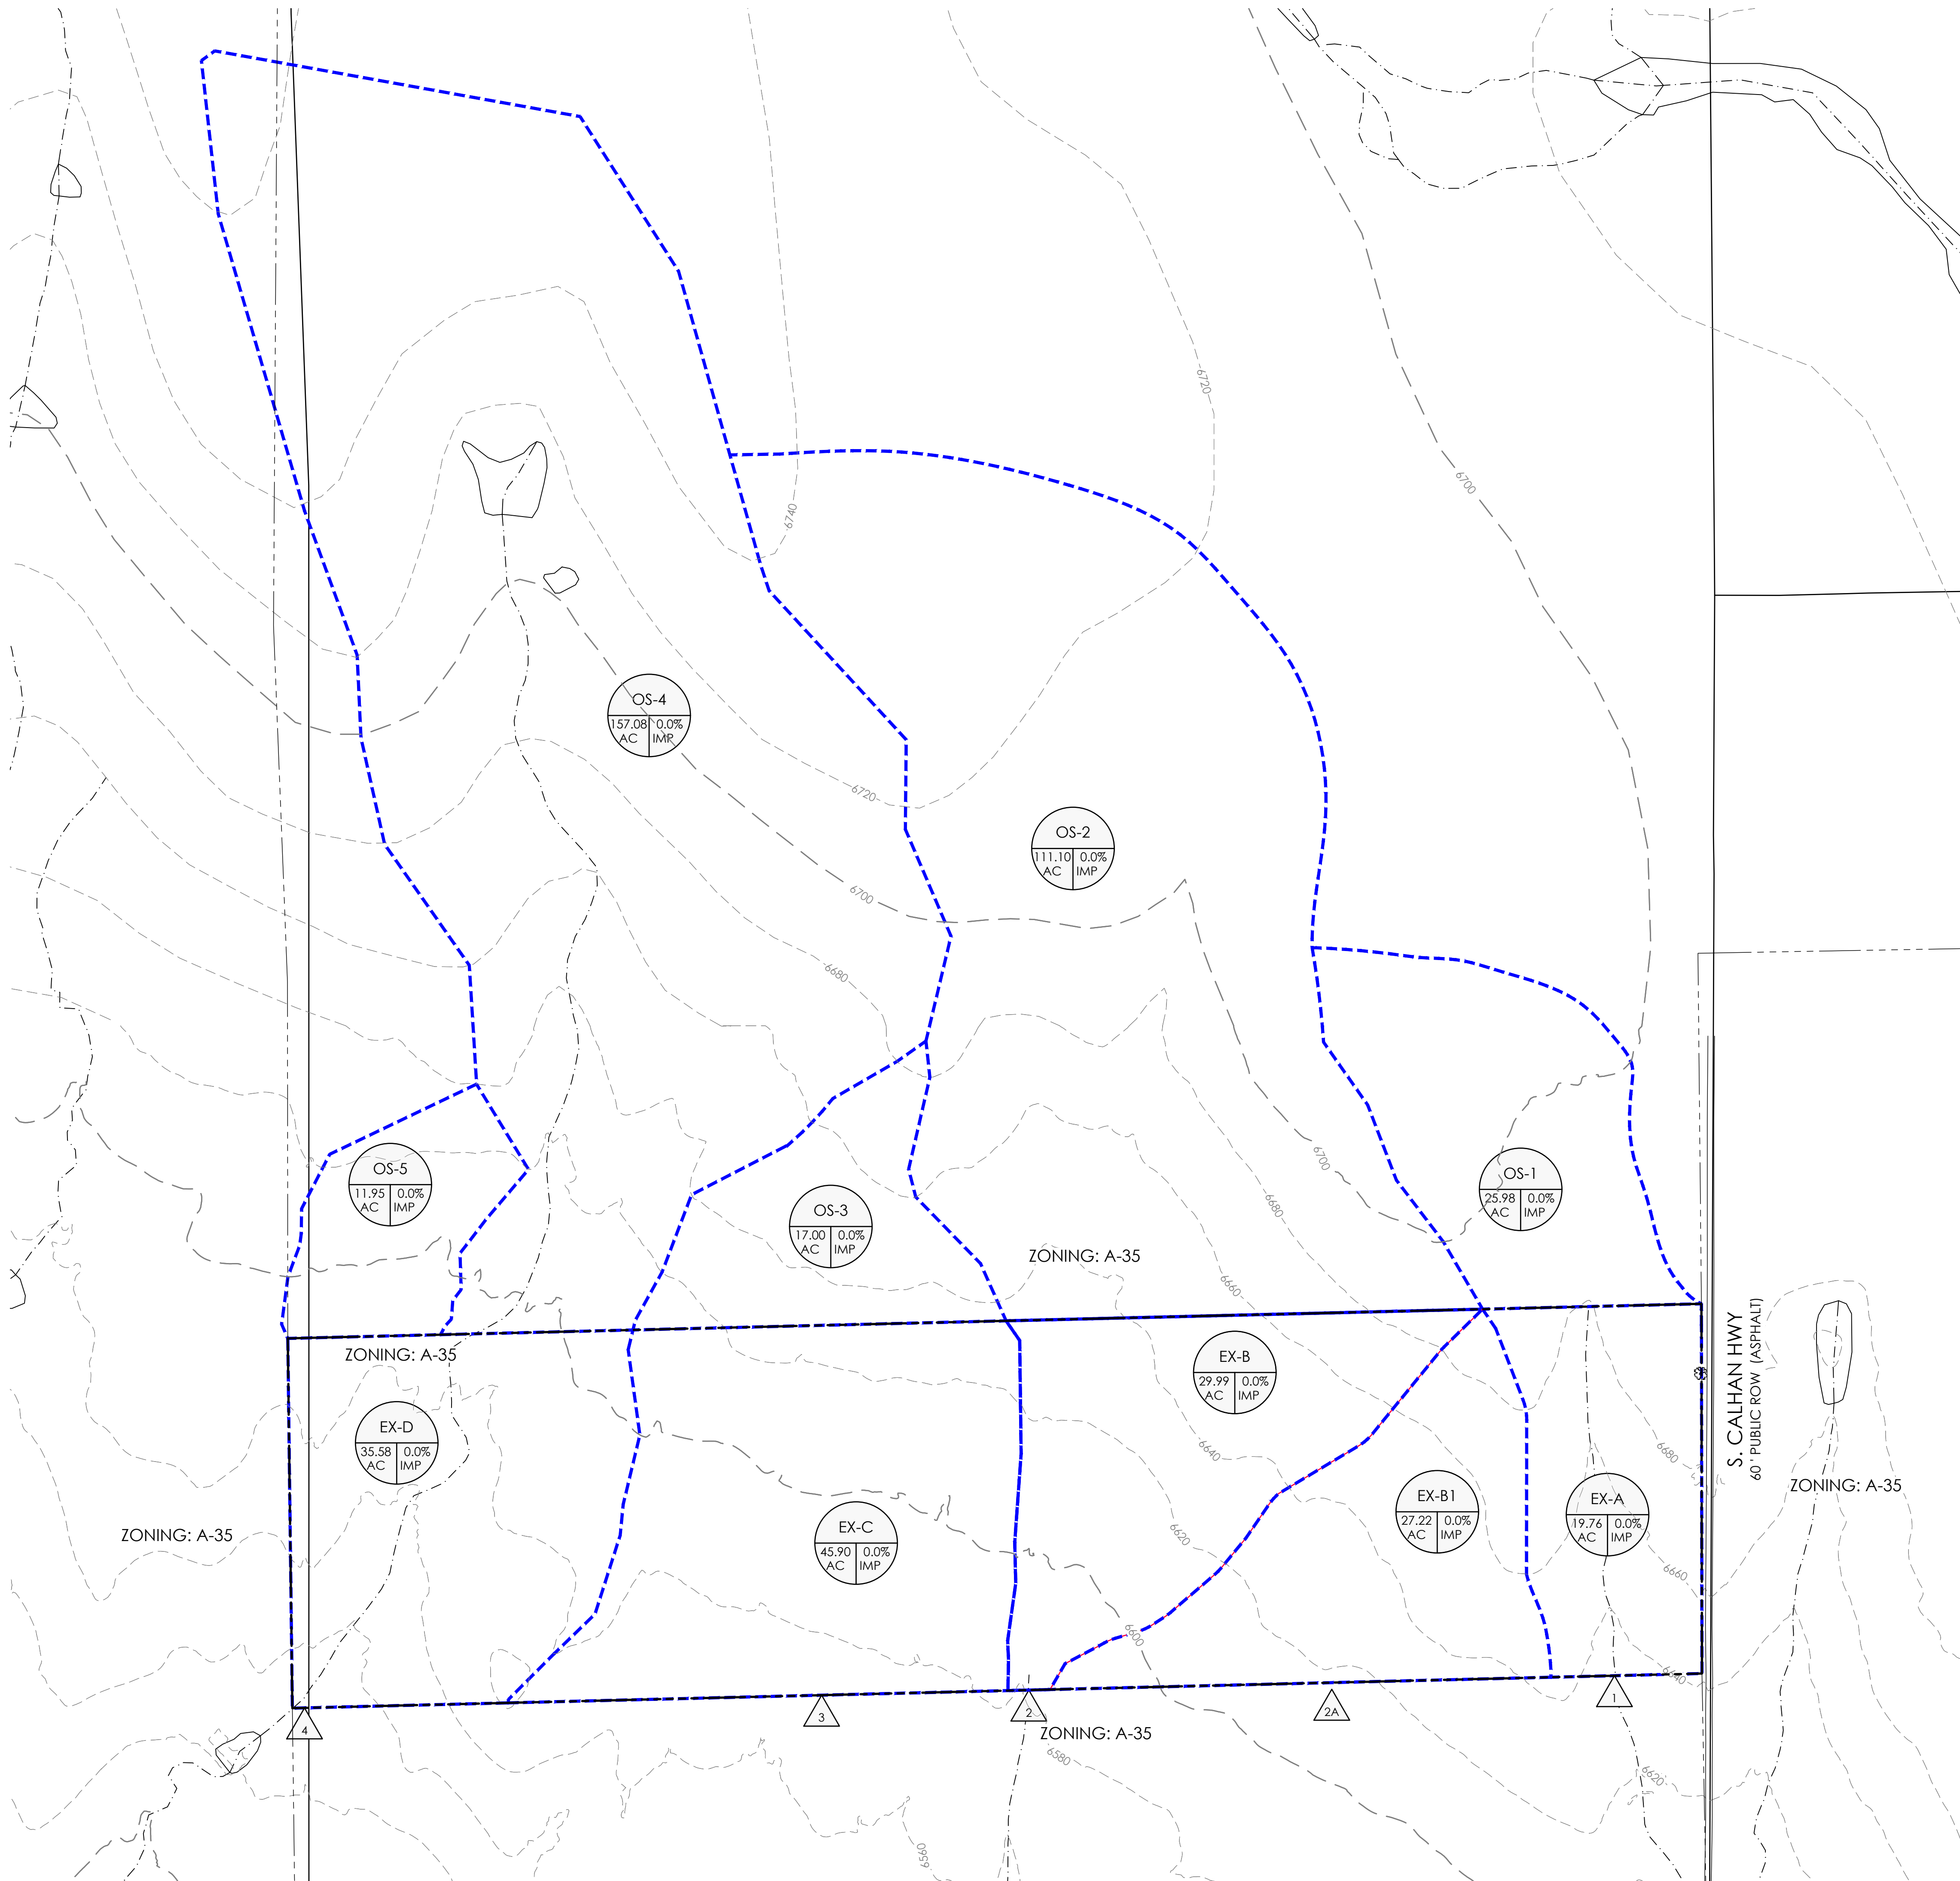 6720
6700
6740
OS-4
157.08 0.0%
AC IMP
6720
OS-2
111.10 0.0%
AC IMP
6700
6680
OS-5
11.95 0.0%
AC IMP
OS-3
17.00 0.0%
AC IMP
6700
OS-1
25.98 0.0%
AC IMP
6680
ZONING: A-35
6660
ZONING: A-35
EX-B
29.99 0.0%
AC IMP
S. CALHAN HWY
60 ' PUBLIC ROW (ASPHALT)
EX-D
35.58 0.0%
AC IMP
6640
6680
ZONING: A-35
EX-B1
27.22 0.0%
AC IMP
EX-A
19.76 0.0%
AC IMP
ZONING: A-35
EX-C
45.90 0.0%
AC IMP
6620
6660
6600
6640
4
3
2
2A
1
ZONING: A-35
6580
6620
6560